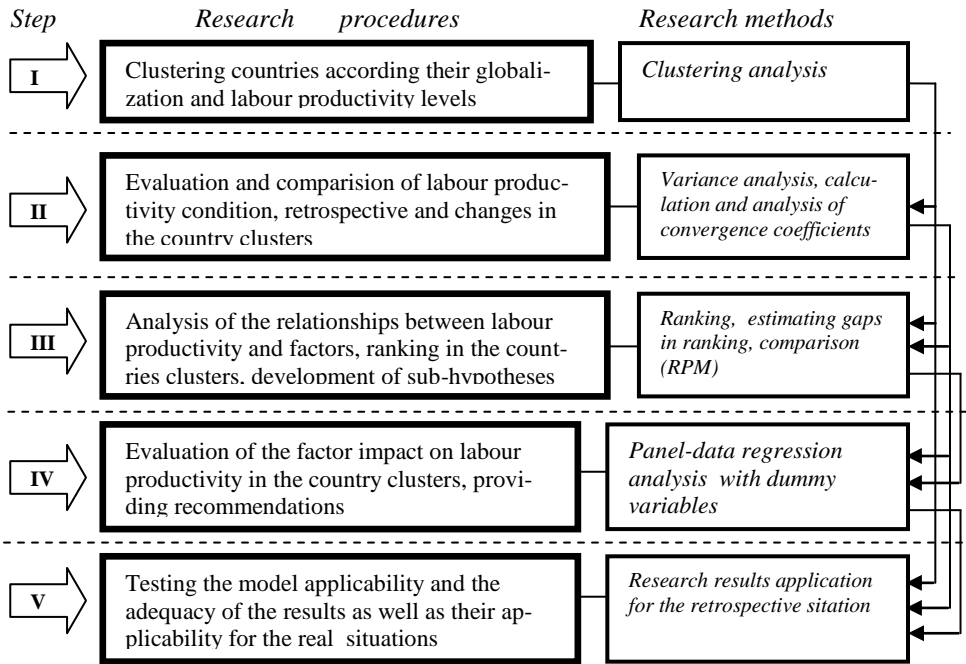 Step Research procedures Research methods
I
Clustering countries according their globali-
zation and labour productivity levels
Clustering analysis
II
Evaluation and comparision of labour produc-
tivity condition, retrospective and changes in
the country clusters
Variance analysis, calcu-
lation and analysis of
convergence coefficients
III
Analysis of the relationships between labour
productivity and factors, ranking in the count-
ries clusters, development of sub-hypotheses
Ranking, estimating gaps
in ranking, comparison
(RPM)
IV
Evaluation of the factor impact on labour
productivity in the country clusters, provi-
ding recommendations
Panel-data regression
analysis with dummy
variables
V
Testing the model applicability and the
adequacy of the results as well as their ap-
plicability for the real situations
Research results application
for the retrospective sitation